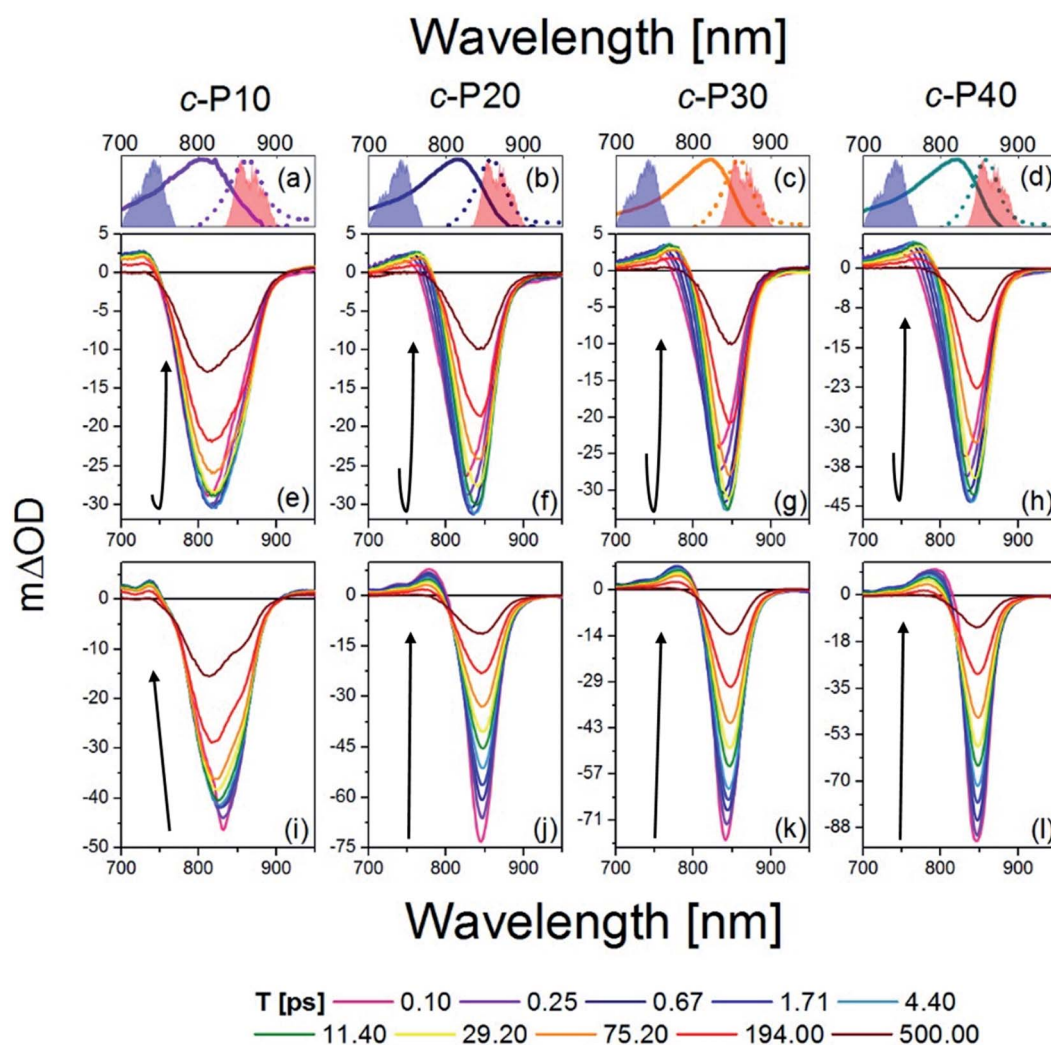 Wavelength [nm]
c-P10 c-P20 c-P30 c-P40
700 800 900 700 800 900 700 800 900 700 800 900
(a) (b) (c) (d)
5 5 5
0 0 0 0
-5 -5 -5 -8
-10 -10 -10 -15
-15 -15 -15 -23
-20 -20 -20 -30
-25 -25 -25 -38
-30 -30 -30 -45
(e) (f) (g) (h)
700 800 900 700 800 900 700 800 900 700 800 900
mΔOD
0 0 0 0
-10 -15 -14 -18
-20 -30 -29 -35
-30 -45 -43 -53
-40 -60 -57 -70
-50 -75 -71 -88
(i) (j) (k) (l)
700 800 900 700 800 900 700 800 900 700 800 900
Wavelength [nm]
T [ps] 0.10 0.25 0.67 1.71 4.40
11.40 29.20 75.20 194.00 500.00